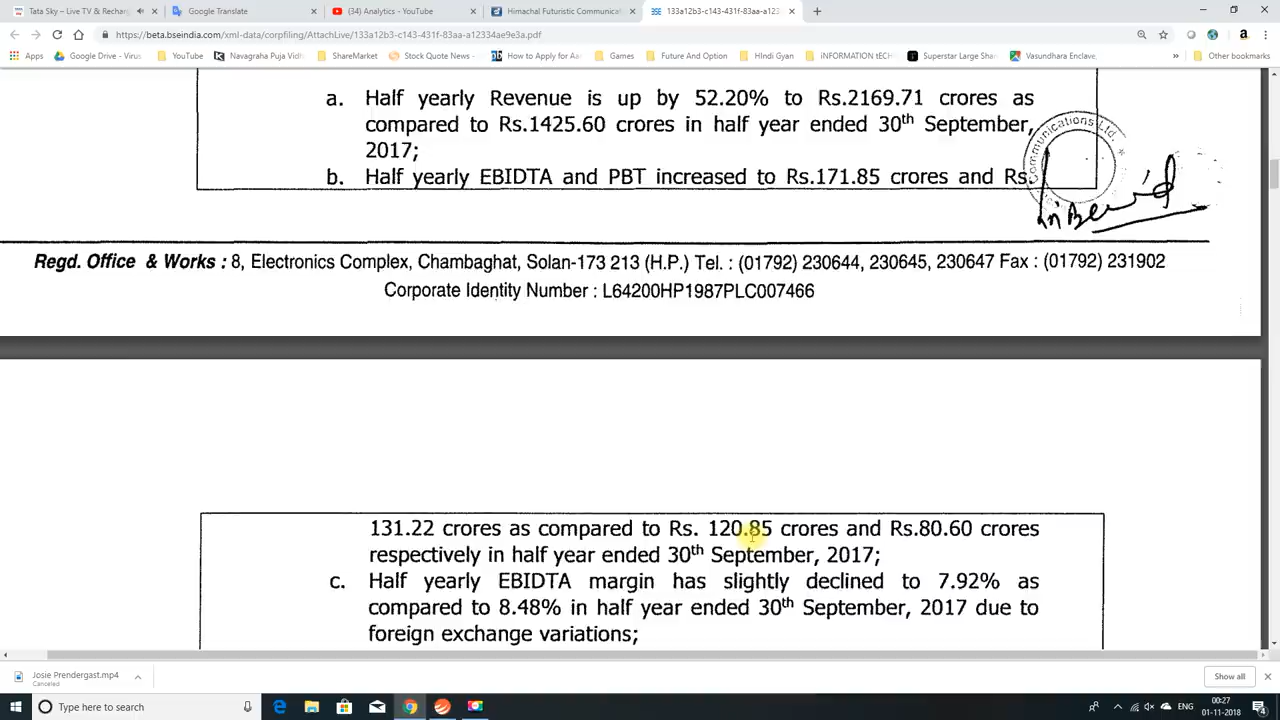 Tata Sky – Live TV & Recharg
Google Translate
(34) Analytics - YouTube
Himachal Futuristic Communicat
133a12b3-c143-431f-83aa-a123
https://beta.bseindia.com/xml-data/corpfiling/AttachLive/133a12b3-c143-431f-83aa-a12334ae9e3a.pdf
Apps
Google Drive - Virus
YouTube
Navagraha Puja Vidh
ShareMarket
Stock Quote News -
How to Apply for Aar
Games
Future And Option
HIndi Gyan
iNFORMATION tECH
Superstar Large Shar
Vasundhara Enclave,
Other bookmarks
a. Half yearly Revenue is up by 52.20% to Rs.2169.71 crores as
compared to Rs.1425.60 crores in half year ended 30th September,
2017;
b. Half yearly EBIDTA and PBT increased to Rs.171.85 crores and Rs.
Communications Ltd. *
Regd. Office & Works : 8, Electronics Complex, Chambaghat, Solan-173 213 (H.P.) Tel. : (01792) 230644, 230645, 230647 Fax : (01792) 231902
Corporate Identity Number : L64200HP1987PLC007466
131.22 crores as compared to Rs. 120.85 crores and Rs.80.60 crores
respectively in half year ended 30th September, 2017;
c. Half yearly EBIDTA margin has slightly declined to 7.92% as
compared to 8.48% in half year ended 30th September, 2017 due to
foreign exchange variations;
Josie Prendergast.mp4
Canceled
Show all
Type here to search
00:27
01-11-2018